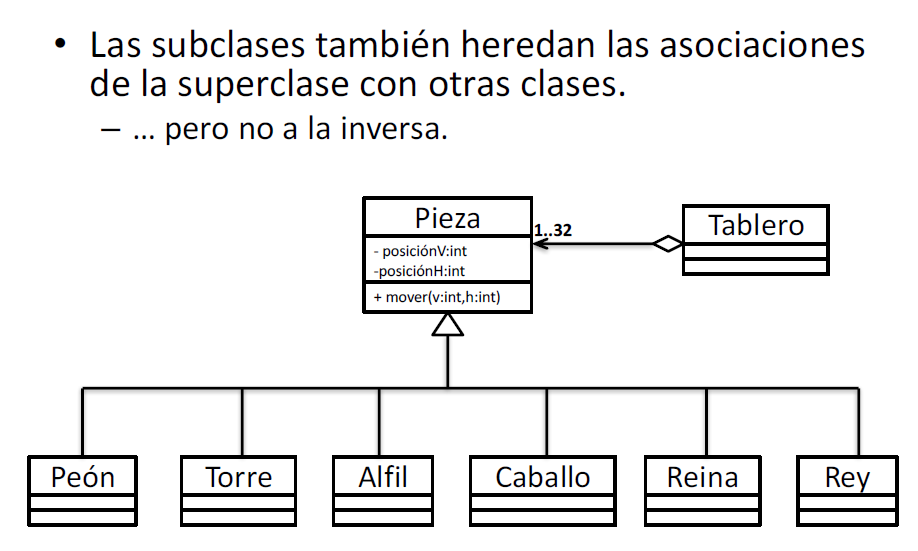 • Las subclases también heredan las asociaciones
de la superclase con otras clases.
– ... pero no a la inversa.
Pieza
- posiciónV:int
-posiciónH:int
+ mover(v:int,h:int)
1..32
Tablero
Peón
Torre
Alfil
Caballo
Reina
Rey